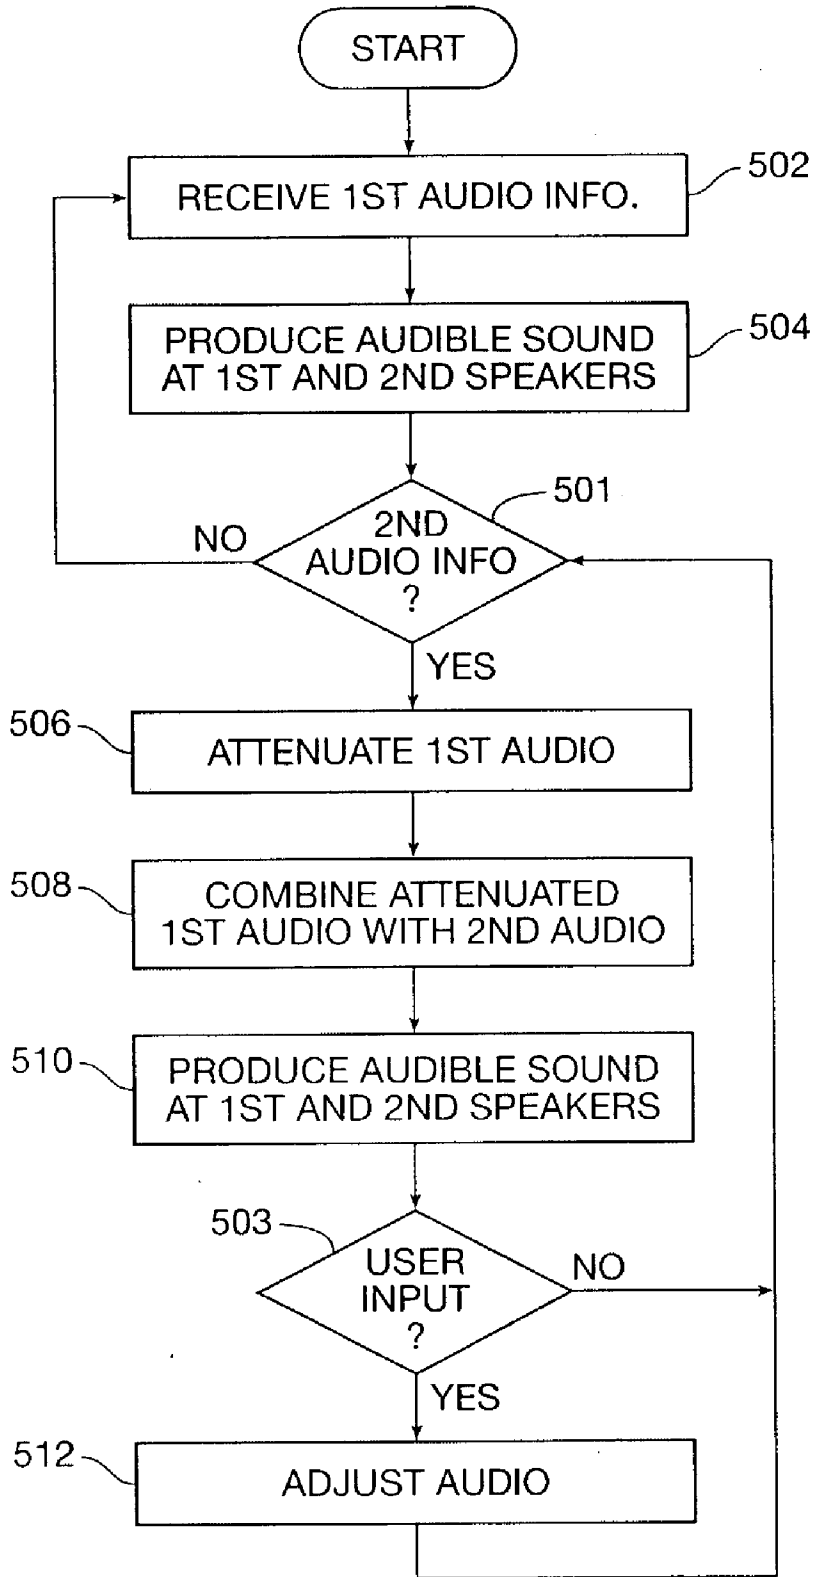 START
502
RECEIVE 1ST AUDIO INFO.
504
PRODUCE AUDIBLE SOUND
AT 1ST AND 2ND SPEAKERS
501
2ND
AUDIO INFO
?
NO
YES
506
ATTENUATE 1ST AUDIO
508
COMBINE ATTENUATED
1ST AUDIO WITH 2ND AUDIO
510
PRODUCE AUDIBLE SOUND
AT 1ST AND 2ND SPEAKERS
503
USER
INPUT
?
NO
YES
512
ADJUST AUDIO